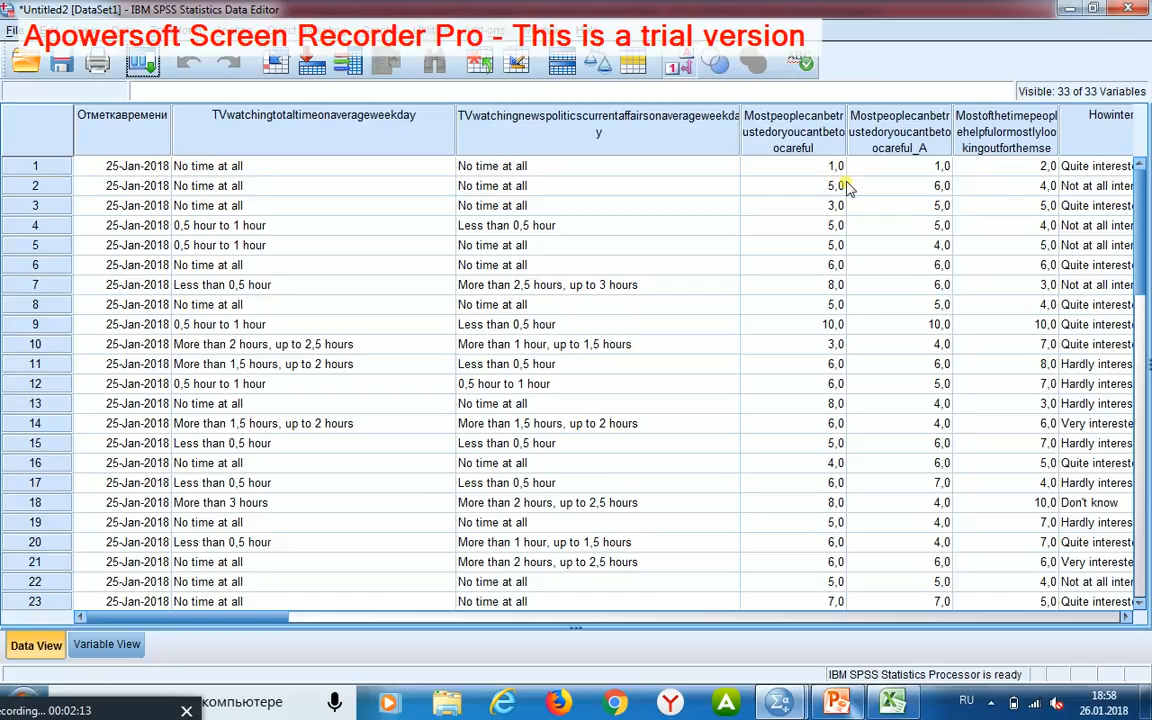 *Untitled2 [DataSet1] - IBM SPSS Statistics Data Editor
Apowersoft Screen Recorder Pro - This is a trial version
Visible: 33 of 33 Variables
Отметкавремени TVwatchingtotaltimeonaverageweekday TVwatchingnewspoliticscurrentaffairsonaverageweekda Mostpeoplecanbetr Mostpeoplecanbetr Mostofthetimepeopl Howinter
y ustedoryoucantbeto ustedoryoucantbeto ehelpfulormostlyloo
ocareful ocareful_A kingoutforthemse
1 25-Jan-2018 No time at all No time at all 1,0 1,0 2,0 Quite interest
2 25-Jan-2018 No time at all No time at all 5,0 6,0 4,0 Not at all inter
3 25-Jan-2018 No time at all No time at all 3,0 5,0 5,0 Quite interest
4 25-Jan-2018 0,5 hour to 1 hour Less than 0,5 hour 5,0 5,0 4,0 Not at all inter
5 25-Jan-2018 0,5 hour to 1 hour No time at all 5,0 4,0 5,0 Not at all inter
6 25-Jan-2018 No time at all No time at all 6,0 6,0 6,0 Quite interest
7 25-Jan-2018 Less than 0,5 hour More than 2,5 hours, up to 3 hours 8,0 6,0 3,0 Not at all inter
8 25-Jan-2018 No time at all No time at all 5,0 5,0 4,0 Quite interest
9 25-Jan-2018 0,5 hour to 1 hour Less than 0,5 hour 10,0 10,0 10,0 Quite interest
10 25-Jan-2018 More than 2 hours, up to 2,5 hours More than 1 hour, up to 1,5 hours 3,0 4,0 7,0 Quite interest
11 25-Jan-2018 More than 1,5 hours, up to 2 hours Less than 0,5 hour 6,0 6,0 8,0 Hardly interes
12 25-Jan-2018 0,5 hour to 1 hour 0,5 hour to 1 hour 6,0 5,0 7,0 Hardly interes
13 25-Jan-2018 No time at all No time at all 8,0 4,0 3,0 Hardly interes
14 25-Jan-2018 More than 1,5 hours, up to 2 hours More than 1,5 hours, up to 2 hours 6,0 4,0 6,0 Very intereste
15 25-Jan-2018 Less than 0,5 hour Less than 0,5 hour 5,0 6,0 7,0 Hardly interes
16 25-Jan-2018 No time at all No time at all 4,0 6,0 5,0 Quite interest
17 25-Jan-2018 Less than 0,5 hour Less than 0,5 hour 6,0 7,0 4,0 Hardly interes
18 25-Jan-2018 More than 3 hours More than 2 hours, up to 2,5 hours 8,0 4,0 10,0 Don't know
19 25-Jan-2018 No time at all No time at all 5,0 4,0 7,0 Hardly interes
20 25-Jan-2018 Less than 0,5 hour More than 1 hour, up to 1,5 hours 6,0 4,0 7,0 Quite interest
21 25-Jan-2018 No time at all More than 2 hours, up to 2,5 hours 6,0 6,0 6,0 Very intereste
22 25-Jan-2018 No time at all No time at all 5,0 5,0 4,0 Not at all inter
23 25-Jan-2018 No time at all No time at all 7,0 7,0 5,0 Quite interest
Data View Variable View
IBM SPSS Statistics Processor is ready
компьютере RU 18:58
ecording... 00:02:13 26.01.2018